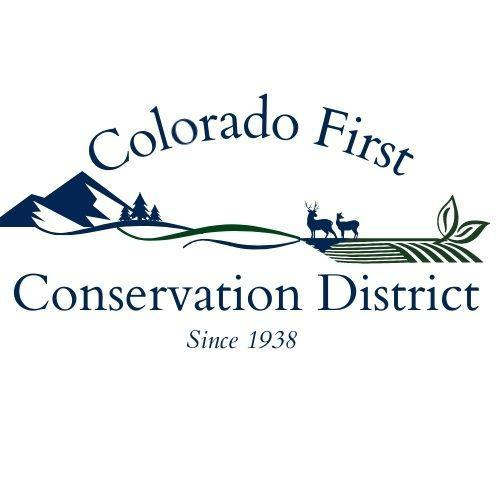 Colorado First
Conservation District
Since 1938